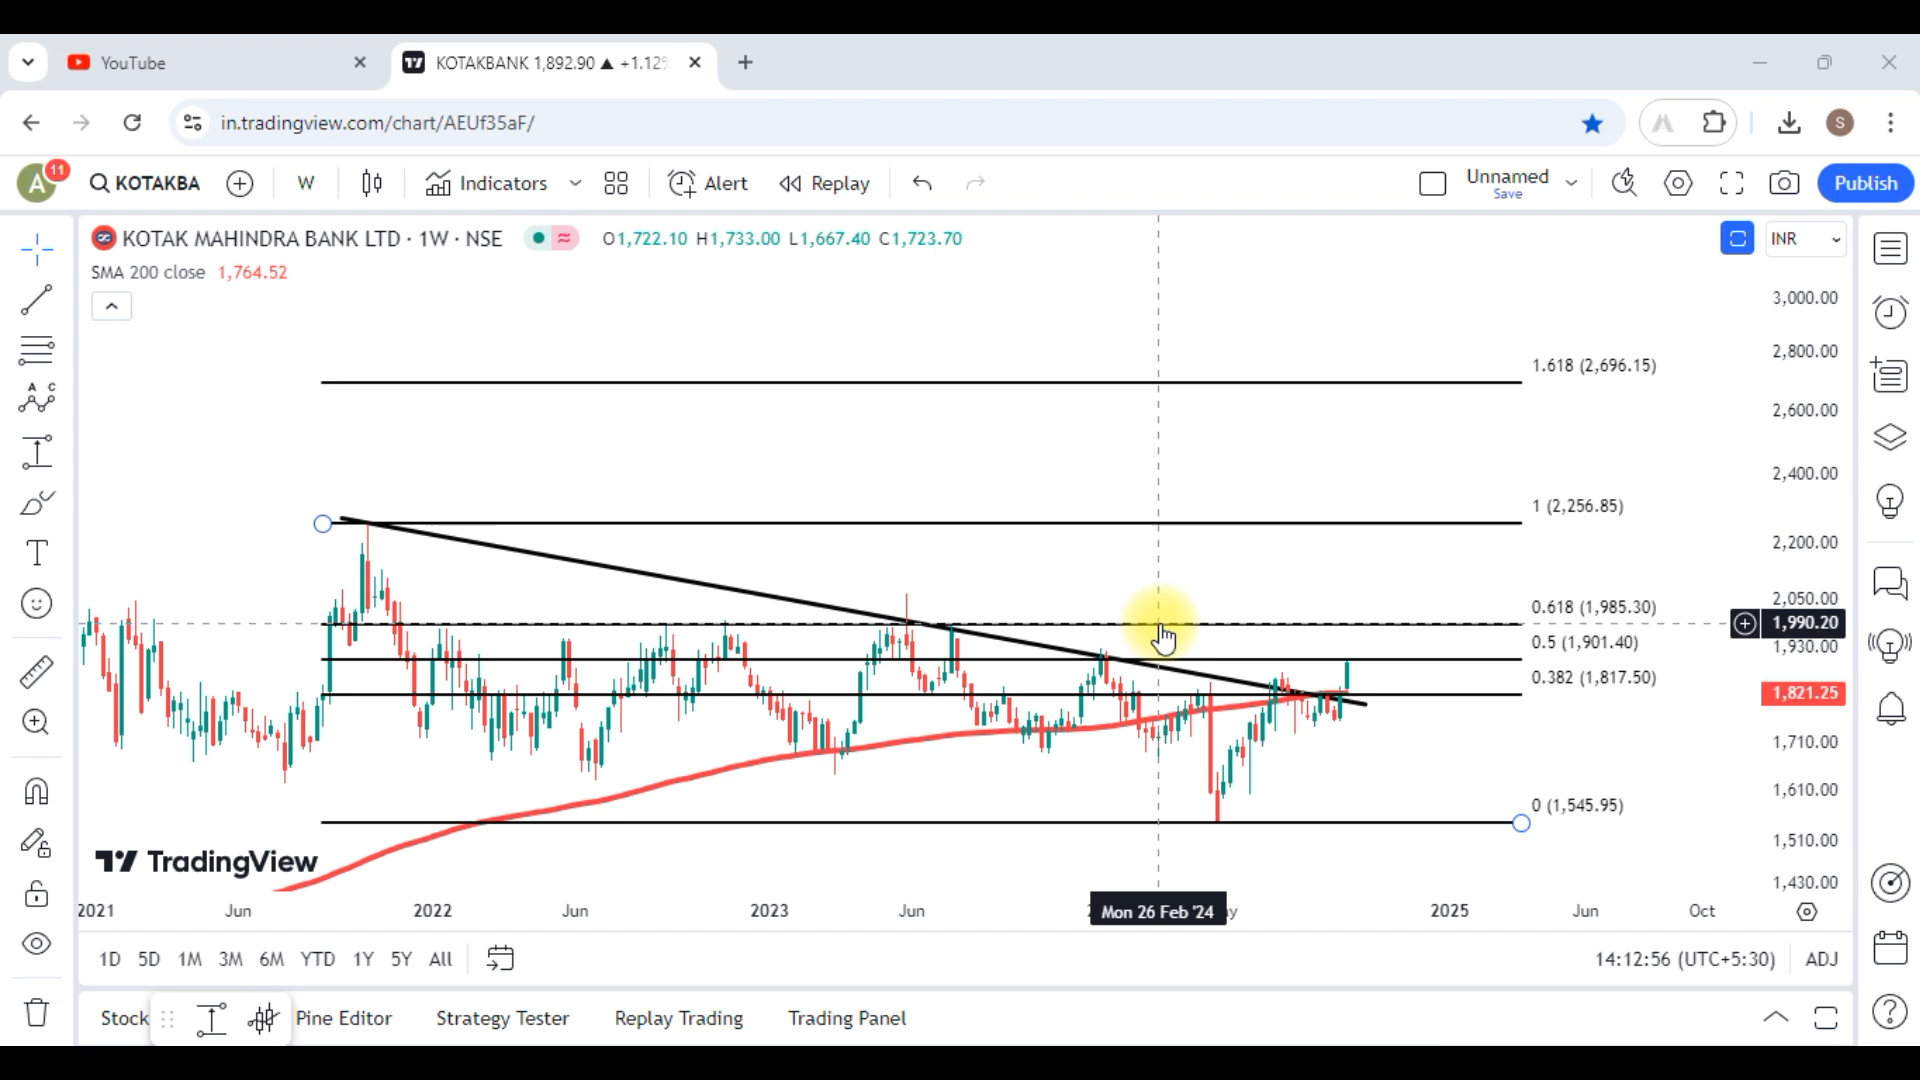 YouTube
KOTAKBANK 1,892.90 ▲ +1.12%
in.tradingview.com/chart/AEUf35aF/
A 11 KOTAKBA W Indicators Alert Replay Unnamed Publish
Save
KOTAK MAHINDRA BANK LTD · 1W · NSE O1,722.10 H1,733.00 L1,667.40 C1,723.70 INR
SMA 200 close 1,764.52
3,000.00
1.618 (2,696.15)
2,800.00
2,600.00
2,400.00
1 (2,256.85)
2,200.00
0.618 (1,985.30)
2,050.00
1,990.20
0.5 (1,901.40)
1,930.00
0.382 (1,817.50)
1,821.25
1,710.00
1,610.00
0 (1,545.95)
1,510.00
TradingView
1,430.00
2021 Jun 2022 Jun 2023 Jun Mon 26 Feb '24 2025 Jun Oct
1D 5D 1M 3M 6M YTD 1Y 5Y All 14:12:56 (UTC+5:30) ADJ
Stock Pine Editor Strategy Tester Replay Trading Trading Panel
S
A C